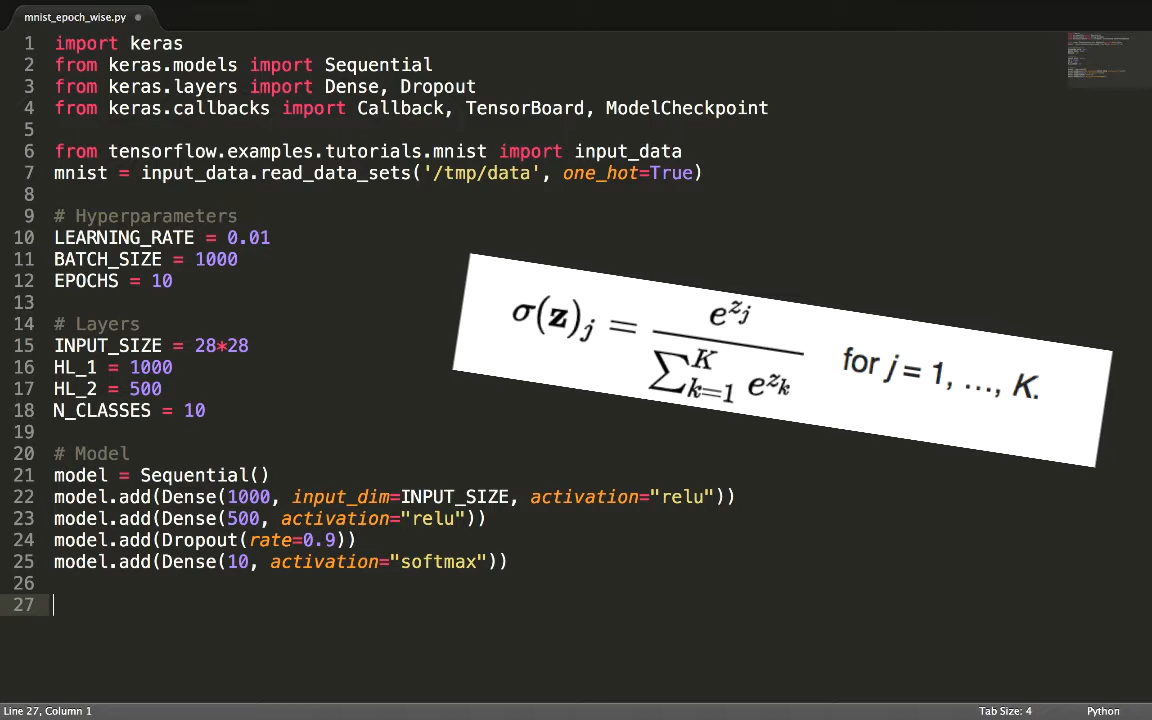 mnist_epoch_wise.py
1 import keras
2 from keras.models import Sequential
3 from keras.layers import Dense, Dropout
4 from keras.callbacks import Callback, TensorBoard, ModelCheckpoint
5
6 from tensorflow.examples.tutorials.mnist import input_data
7 mnist = input_data.read_data_sets('/tmp/data', one_hot=True)
8
9 # Hyperparameters
10 LEARNING_RATE = 0.01
11 BATCH_SIZE = 1000
12 EPOCHS = 10
13
14 # Layers
15 INPUT_SIZE = 28*28
16 HL_1 = 1000
17 HL_2 = 500
18 N_CLASSES = 10
19
20 # Model
21 model = Sequential()
22 model.add(Dense(1000, input_dim=INPUT_SIZE, activation="relu"))
23 model.add(Dense(500, activation="relu"))
24 model.add(Dropout(rate=0.9))
25 model.add(Dense(10, activation="softmax"))
26
27
σ(z)_j = e^{z_j} / ∑_{k=1}^{K} e^{z_k} for j = 1, …, K.
Line 27, Column 1
Tab Size: 4
Python